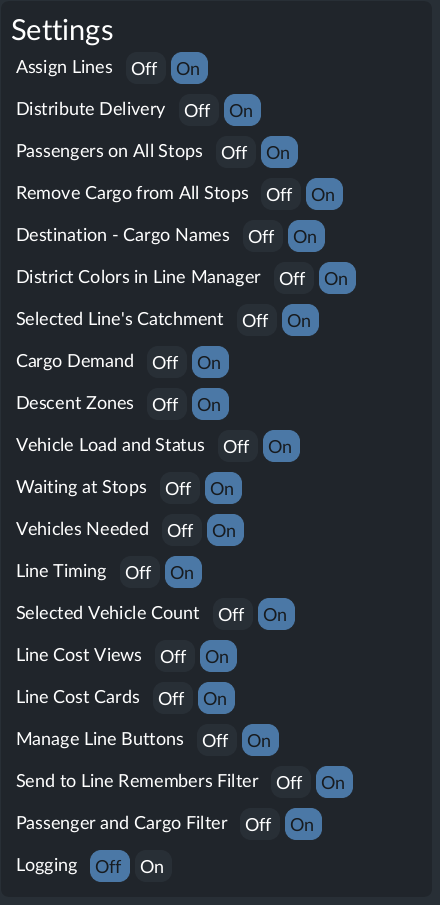 Settings
Assign Lines Off On
Distribute Delivery Off On
Passengers on All Stops Off On
Remove Cargo from All Stops Off On
Destination - Cargo Names Off On
District Colors in Line Manager Off On
Selected Line's Catchment Off On
Cargo Demand Off On
Descent Zones Off On
Vehicle Load and Status Off On
Waiting at Stops Off On
Vehicles Needed Off On
Line Timing Off On
Selected Vehicle Count Off On
Line Cost Views Off On
Line Cost Cards Off On
Manage Line Buttons Off On
Send to Line Remembers Filter Off On
Passenger and Cargo Filter Off On
Logging Off On